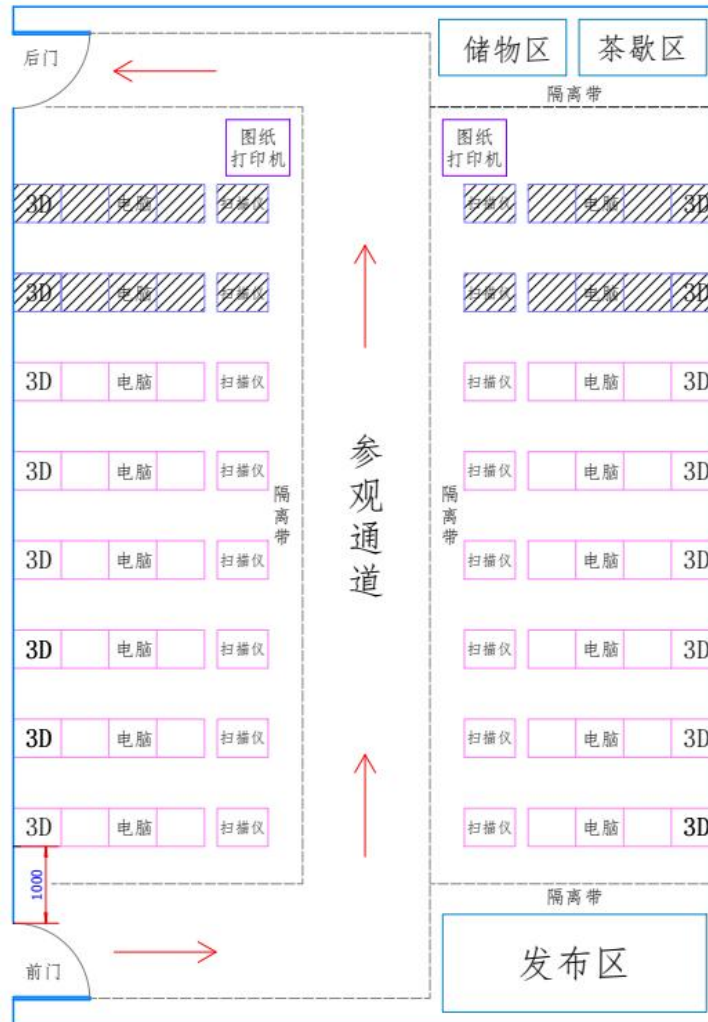 后门
储物区
茶歇区
隔离带
图纸
打印机
图纸
打印机
3D 电脑 扫描仪
扫描仪 电脑 3D
3D 电脑 扫描仪
扫描仪 电脑 3D
3D 电脑 扫描仪
扫描仪 电脑 3D
3D 电脑 扫描仪
扫描仪 电脑 3D
3D 电脑 扫描仪
扫描仪 电脑 3D
3D 电脑 扫描仪
扫描仪 电脑 3D
3D 电脑 扫描仪
扫描仪 电脑 3D
3D 电脑 扫描仪
扫描仪 电脑 3D
隔离带
参观通道
隔离带
1000
隔离带
前门
发布区